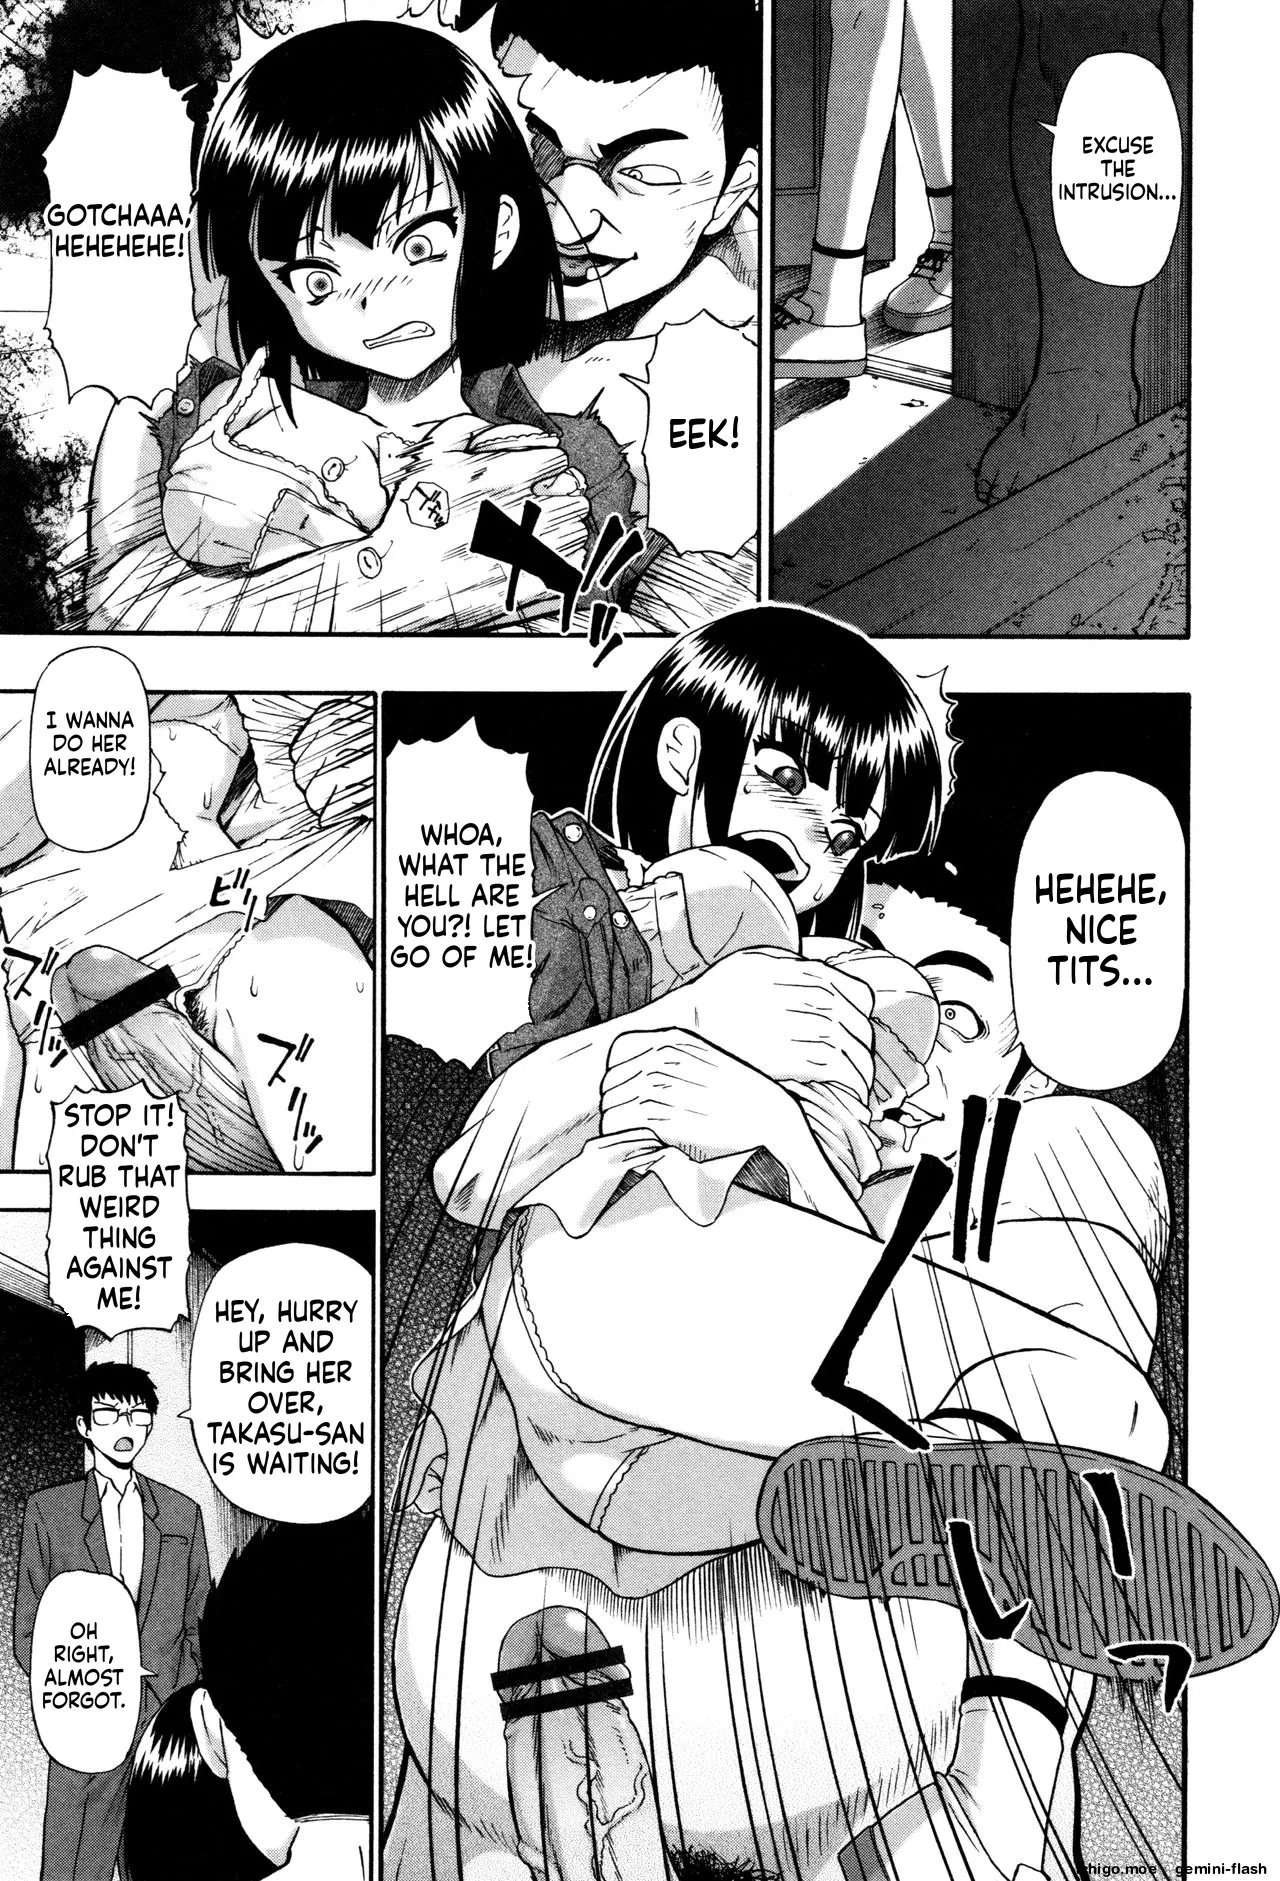 EXCUSE
THE
INTRUSION...
GOTCHAAA,
HEHEHEHE!
EEK!
HEHEHE,
NICE
TITS...
WHOA,
WHAT THE
HELL ARE
YOU?! LET
GO OF ME!
I WANNA
DO HER
ALREADY!
STOP IT!
DON'T
RUB THAT
WEIRD
THING
AGAINST
ME!
HEY, HURRY
UP AND
BRING HER
OVER,
TAKASU-SAN
IS WAITING!
OH
RIGHT,
ALMOST
FORGOT.
gemini-flash